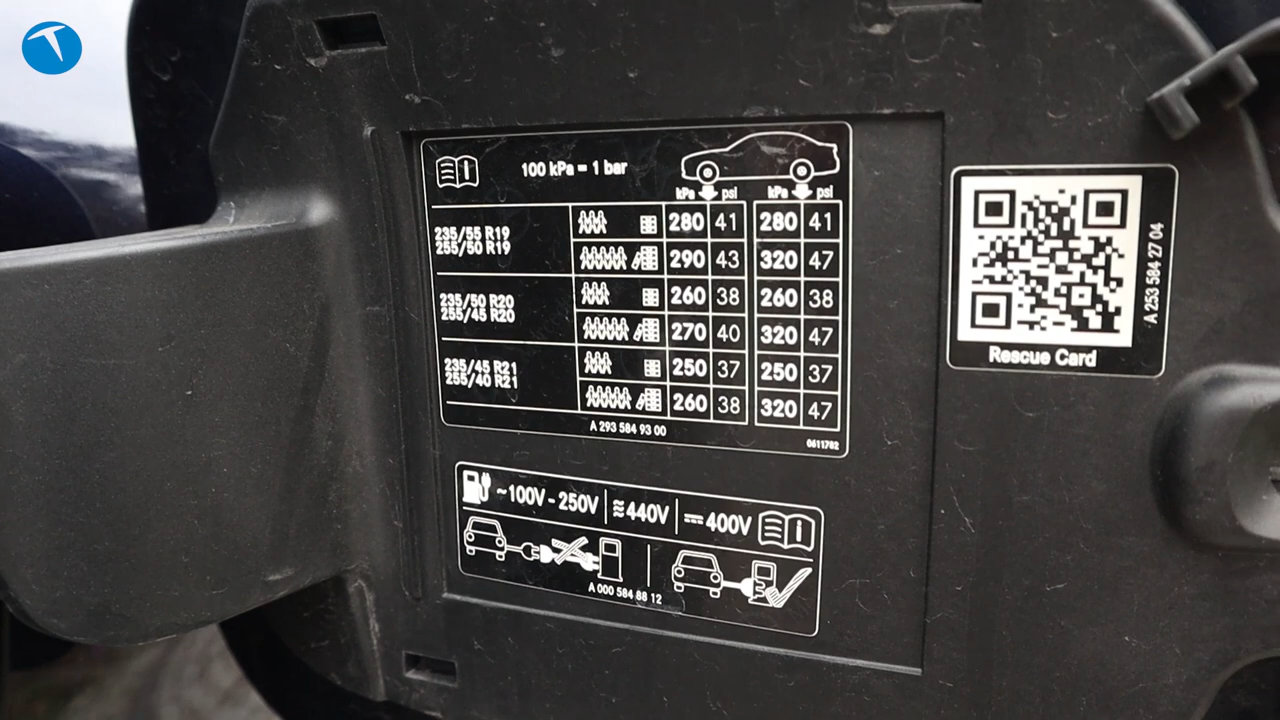 100 kPa = 1 bar
kPa psi kPa psi
235/55 R19
255/50 R19
280 41 280 41
290 43 320 47
235/50 R20
255/45 R20
260 38 260 38
270 40 320 47
235/45 R21
255/40 R21
250 37 250 37
260 38 320 47
A 293 584 93 00
0611782
~100V - 250V ≈440V 400V
A 000 584 88 12
Rescue Card
A 253 584 27 04